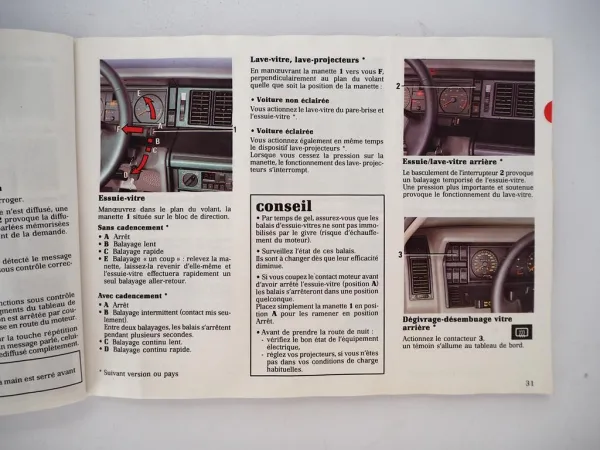 roger.
e n'est diffusé, une
2 provoque la diffu-
parlées mémorisées
nt de la demande.
détecté le message
sous contrôle correc-
nctions sous contrôle
gments du tableau de
on est arrêtée par cou-
se en route du moteur.
ur la touche répétition
n message parlé, celui-
ediffusé complètement.
a main est serré avant
E
A
F
B
C
D
1
Essuie-vitre
Manœuvrez dans le plan du volant, la
manette 1 située sur le bloc de direction.
Sans cadencement *
• A Arrêt
• B Balayage lent
• C Balayage rapide
• E Balayage « un coup » : relevez la ma-
nette, laissez-la revenir d'elle-même et
l'essuie-vitre effectuera rapidement un
seul balayage aller-retour.
Avec cadencement *
• A Arrêt
• B Balayage intermittent (contact mis seu-
lement).
Entre deux balayages, les balais s'arrêtent
pendant plusieurs secondes.
• C Balayage continu lent.
• D Balayage continu rapide.
* Suivant version ou pays
Lave-vitre, lave-projecteurs *
En manœuvrant la manette 1 vers vous F,
perpendiculairement au plan du volant
quelle que soit la position de la manette :
• Voiture non éclairée
Vous actionnez le lave-vitre du pare-brise et
l'essuie-vitre *.
• Voiture éclairée
Vous actionnez également en même temps
le dispositif lave-projecteurs *.
Lorsque vous cessez la pression sur la
manette, le fonctionnement des lave- projec-
teurs s'interrompt.
conseil
• Par temps de gel, assurez-vous que les
balais d'essuie-vitres ne sont pas immo-
bilisés par le givre (risque d'échauffe-
ment du moteur).
• Surveillez l'état de ces balais.
Ils sont à changer dès que leur efficacité
diminue.
• Si vous coupez le contact moteur avant
d'avoir arrêté l'essuie-vitre (position A)
les balais s'arrêteront dans une position
quelconque.
Placez simplement la manette 1 en posi-
tion A pour les ramener en position
Arrêt.
• Avant de prendre la route de nuit :
- vérifiez le bon état de l'équipement
électrique,
- réglez vos projecteurs, si vous n'êtes
pas dans vos conditions de charge
habituelles.
2
Essuie/lave-vitre arrière *
Le basculement de l'interrupteur 2 provoque
un balayage temporisé de l'essuie-vitre.
Une pression plus importante et soutenue
provoque le fonctionnement du lave-vitre.
3
Dégivrage-désembuage vitre
arrière *
Actionnez le contacteur 3,
un témoin s'allume au tableau de bord.
31